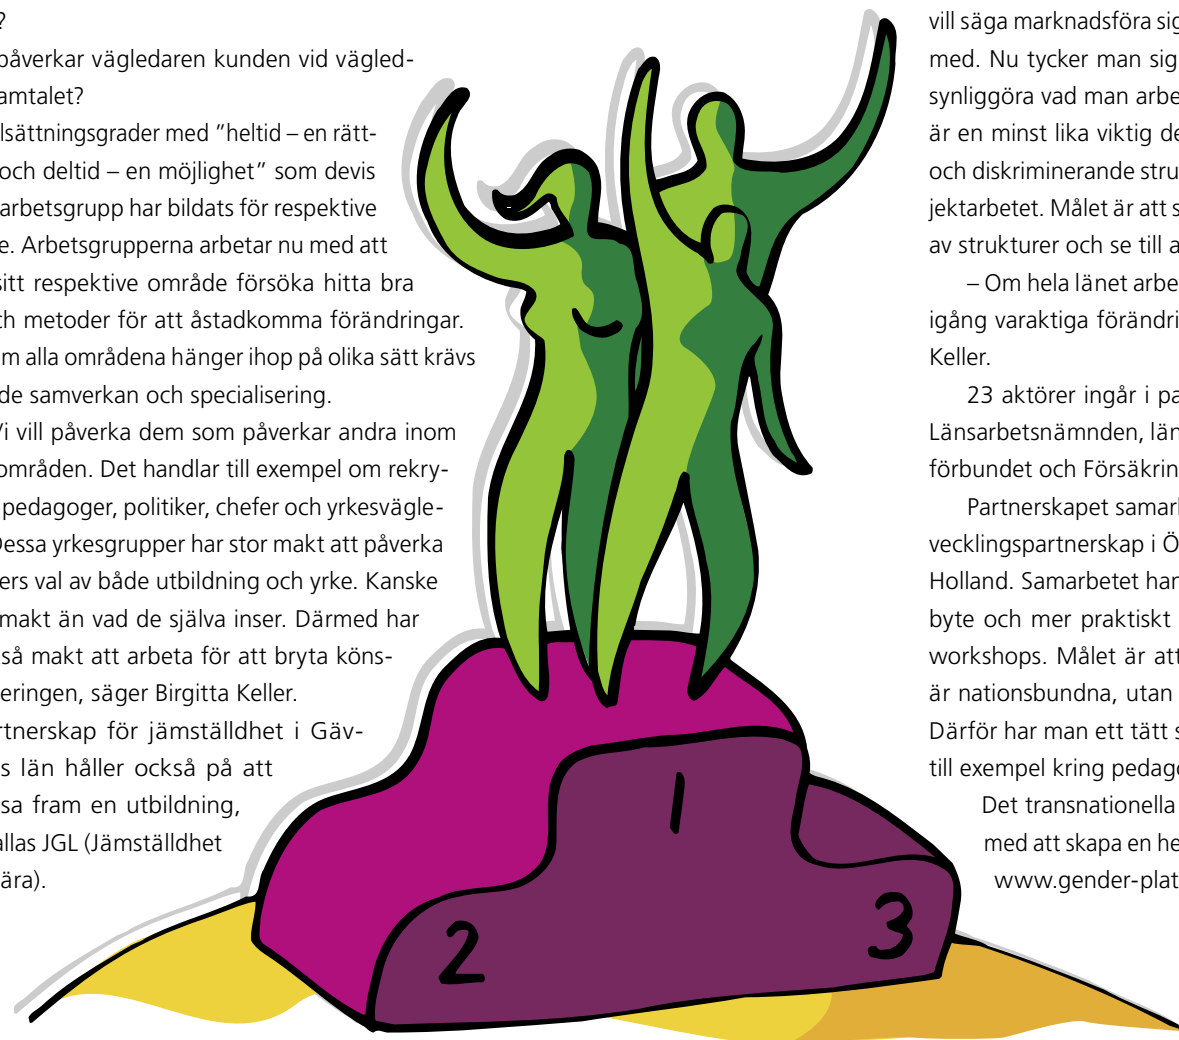 ?
påverkar vägledaren kunden vid vägled-
amtalet?
lsättningsgrader med ”heltid – en rätt-
och deltid – en möjlighet” som devis
arbetsgrupp har bildats för respektive
e. Arbetsgrupperna arbetar nu med att
sitt respektive område försöka hitta bra
ch metoder för att åstadkomma förändringar.
m alla områdena hänger ihop på olika sätt krävs
de samverkan och specialisering.
Vi vill påverka dem som påverkar andra inom
områden. Det handlar till exempel om rekry-
pedagoger, politiker, chefer och yrkesvägle-
Dessa yrkesgrupper har stor makt att påverka
ers val av både utbildning och yrke. Kanske
makt än vad de själva inser. Därmed har
så makt att arbeta för att bryta köns-
eringen, säger Birgitta Keller.
rtnerskap för jämställdhet i Gäv-
s län håller också på att
sa fram en utbildning,
allas JGL (Jämställdhet
ära).
vill säga marknadsföra sig
med. Nu tycker man sig
synliggöra vad man arbe
är en minst lika viktig de
och diskriminerande stru
jektarbetet. Målet är att s
av strukturer och se till a
– Om hela länet arbe
igång varaktiga förändri
Keller.
23 aktörer ingår i pa
Länsarbetsnämnden, län
förbundet och Försäkrin
Partnerskapet samarl
vecklingspartnerskap i Ö
Holland. Samarbetet har
byte och mer praktiskt
workshops. Målet är att
är nationsbundna, utan
Därför har man ett tätt s
till exempel kring pedago
Det transnationella
med att skapa en he
www.gender-plat
1
2
3